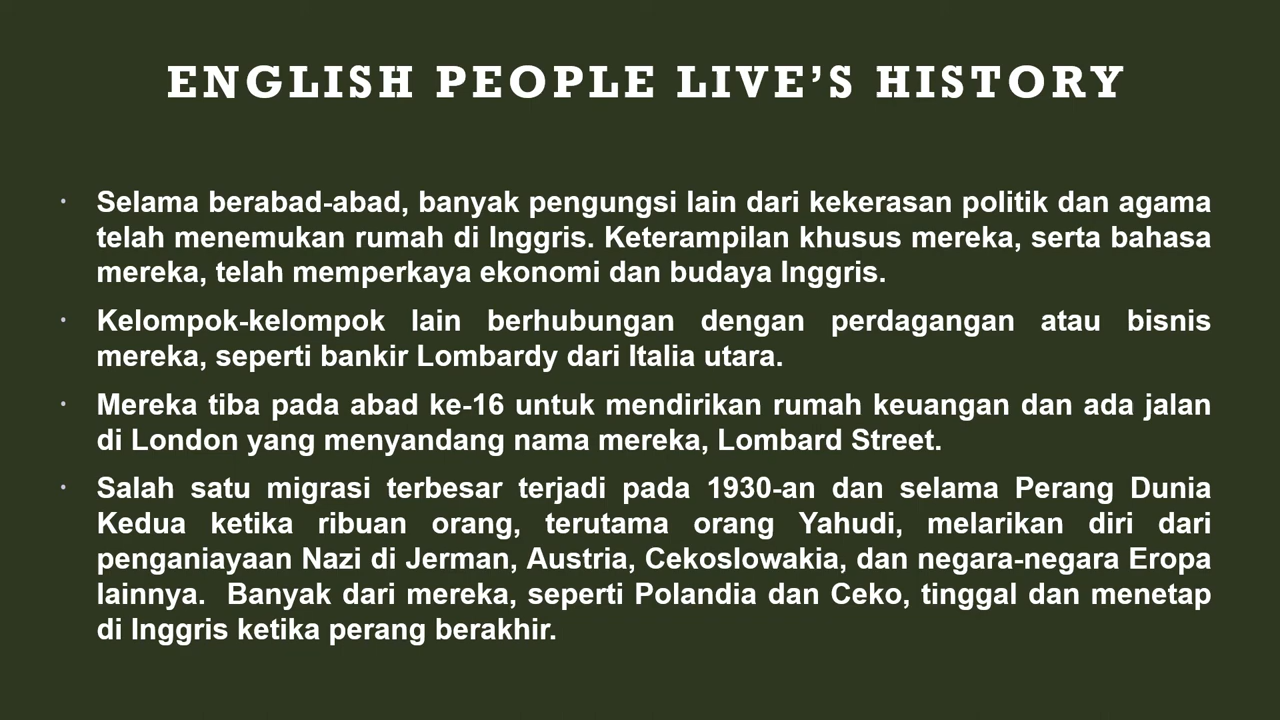 ENGLISH PEOPLE LIVE’S HISTORY
• Selama berabad-abad, banyak pengungsi lain dari kekerasan politik dan agama
telah menemukan rumah di Inggris. Keterampilan khusus mereka, serta bahasa
mereka, telah memperkaya ekonomi dan budaya Inggris.
• Kelompok-kelompok lain berhubungan dengan perdagangan atau bisnis
mereka, seperti bankir Lombardy dari Italia utara.
• Mereka tiba pada abad ke-16 untuk mendirikan rumah keuangan dan ada jalan
di London yang menyandang nama mereka, Lombard Street.
• Salah satu migrasi terbesar terjadi pada 1930-an dan selama Perang Dunia
Kedua ketika ribuan orang, terutama orang Yahudi, melarikan diri dari
penganiayaan Nazi di Jerman, Austria, Cekoslowakia, dan negara-negara Eropa
lainnya.  Banyak dari mereka, seperti Polandia dan Ceko, tinggal dan menetap
di Inggris ketika perang berakhir.